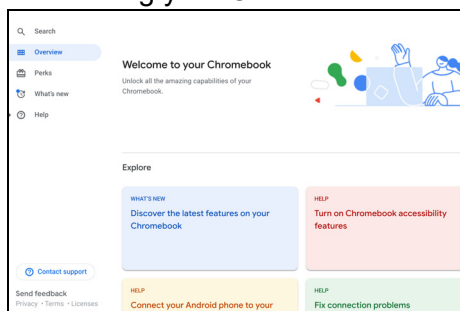 Search
Overview
Perks
What's new
Help
Contact support
Send feedback
Privacy • Terms • Licenses
Welcome to your Chromebook
Unlock all the amazing capabilities of your
Chromebook.
Explore
WHAT'S NEW
Discover the latest features on your
Chromebook
HELP
Turn on Chromebook accessibility
features
HELP
Connect your Android phone to your
HELP
Fix connection problems